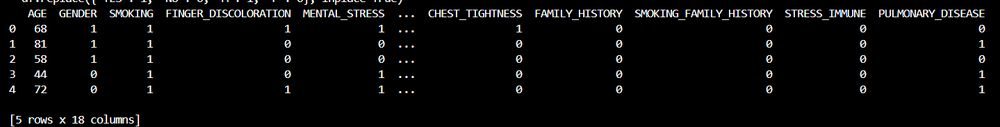 df.replace({'YES': 1, 'NO': 0, 'M': 1, 'F': 0}, inplace=True)
   AGE  GENDER  SMOKING  FINGER_DISCOLORATION  MENTAL_STRESS  ...  CHEST_TIGHTNESS  FAMILY_HISTORY  SMOKING_FAMILY_HISTORY  STRESS_IMMUNE  PULMONARY_DISEASE
0   68       1        1                     1              1  ...                1               0                       0              0                  0
1   81       1        1                     0              0  ...                0               0                       0              0                  1
2   58       1        1                     0              0  ...                0               0                       0              0                  0
3   44       0        1                     0              1  ...                0               0                       0              0                  1
4   72       0        1                     1              1  ...                0               0                       0              0                  1
[5 rows x 18 columns]